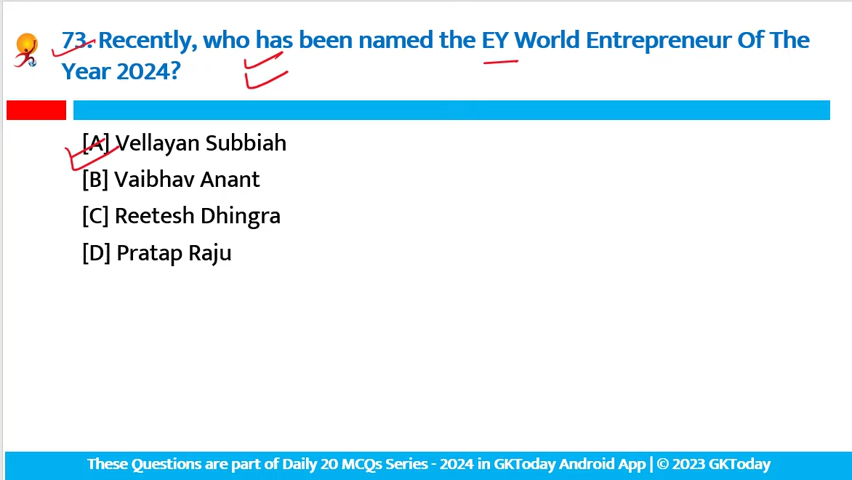 73. Recently, who has been named the EY World Entrepreneur Of The
Year 2024?
[A] Vellayan Subbiah
[B] Vaibhav Anant
[C] Reetesh Dhingra
[D] Pratap Raju
These Questions are part of Daily 20 MCQs Series - 2024 in GKToday Android App | © 2023 GKToday